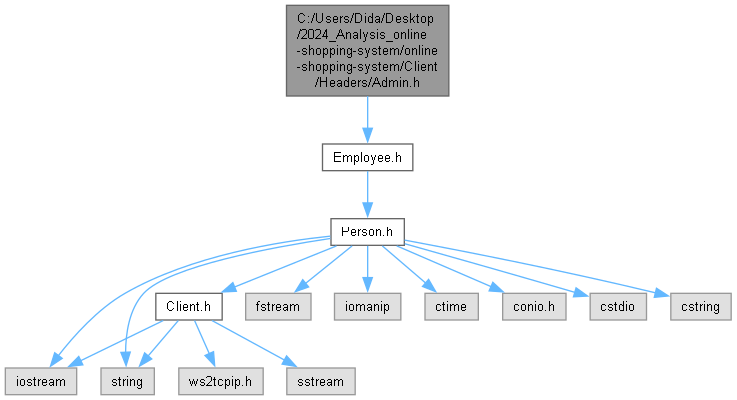 C:/Users/Dida/Desktop
/2024_Analysis_online
-shopping-system/online
-shopping-system/Client
/Headers/Admin.h
Employee.h
Person.h
Client.h
fstream
iomanip
ctime
conio.h
cstdio
cstring
iostream
string
ws2tcpip.h
sstream